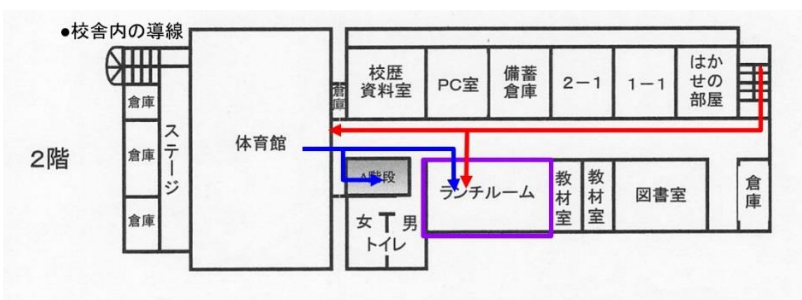 ●校舎内の導線
2階
倉庫
倉庫
倉庫
ステージ
体育館
倉庫
校歴
資料室
PC室
備蓄
倉庫
2－1
1－1
はか
せの
部屋
A階段
ランチルーム
教材室
教材室
図書室
倉庫
女
男
トイレ